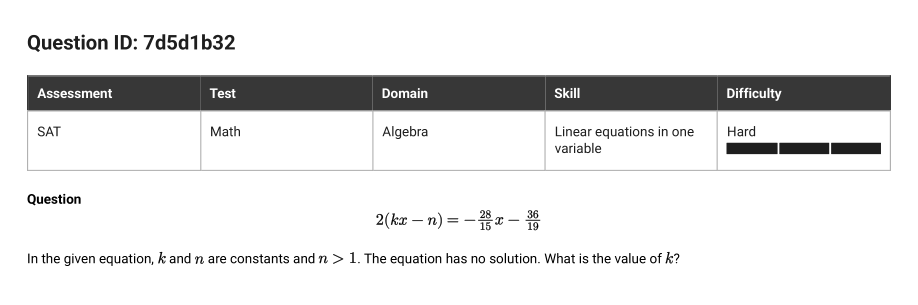 Question ID: 7d5d1b32
Assessment Test Domain Skill Difficulty
SAT Math Algebra Linear equations in one variable Hard
Question
2(kx − n) = −28/15 x − 36/19
In the given equation, k and n are constants and n > 1. The equation has no solution. What is the value of k?